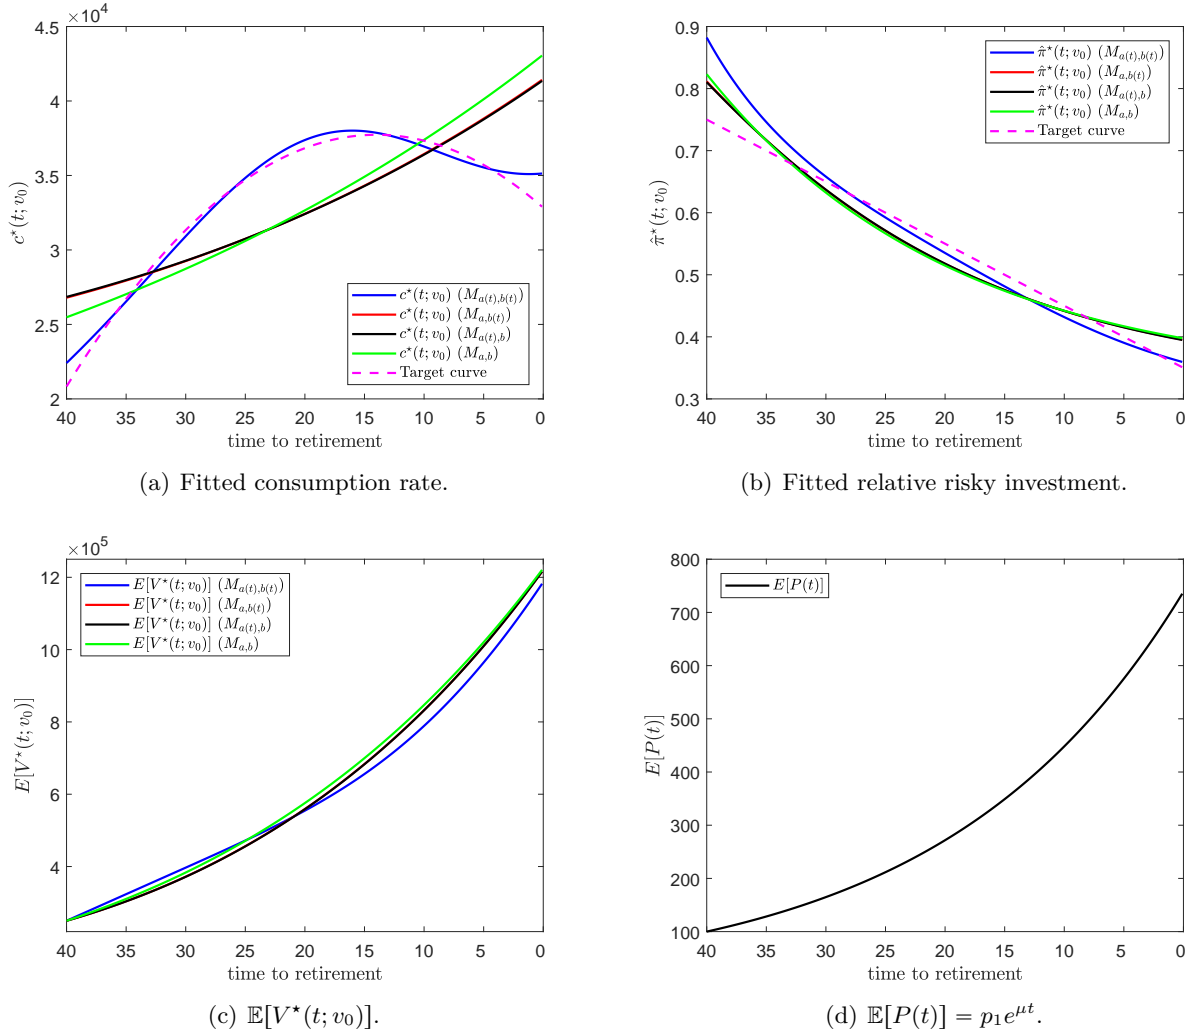 ×10⁴
4.5
4
3.5
3
2.5
2
c⋆(t; v₀)
c⋆(t; v₀) (M_{a(t),b(t)})
c⋆(t; v₀) (M_{a,b(t)})
c⋆(t; v₀) (M_{a(t),b})
c⋆(t; v₀) (M_{a,b})
Target curve
40 35 30 25 20 15 10 5 0
time to retirement
(a) Fitted consumption rate.
0.9
0.8
0.7
0.6
0.5
0.4
0.3
π̂⋆(t; v₀)
π̂⋆(t; v₀) (M_{a(t),b(t)})
π̂⋆(t; v₀) (M_{a,b(t)})
π̂⋆(t; v₀) (M_{a(t),b})
π̂⋆(t; v₀) (M_{a,b})
Target curve
40 35 30 25 20 15 10 5 0
time to retirement
(b) Fitted relative risky investment.
×10⁵
12
10
8
6
4
E[V⋆(t; v₀)]
E[V⋆(t; v₀)] (M_{a(t),b(t)})
E[V⋆(t; v₀)] (M_{a,b(t)})
E[V⋆(t; v₀)] (M_{a(t),b})
E[V⋆(t; v₀)] (M_{a,b})
40 35 30 25 20 15 10 5 0
time to retirement
(c) 𝔼[V⋆(t; v₀)].
800
700
600
500
400
300
200
100
E[P(t)]
E[P(t)]
40 35 30 25 20 15 10 5 0
time to retirement
(d) 𝔼[P(t)] = p₁e^{μt}.